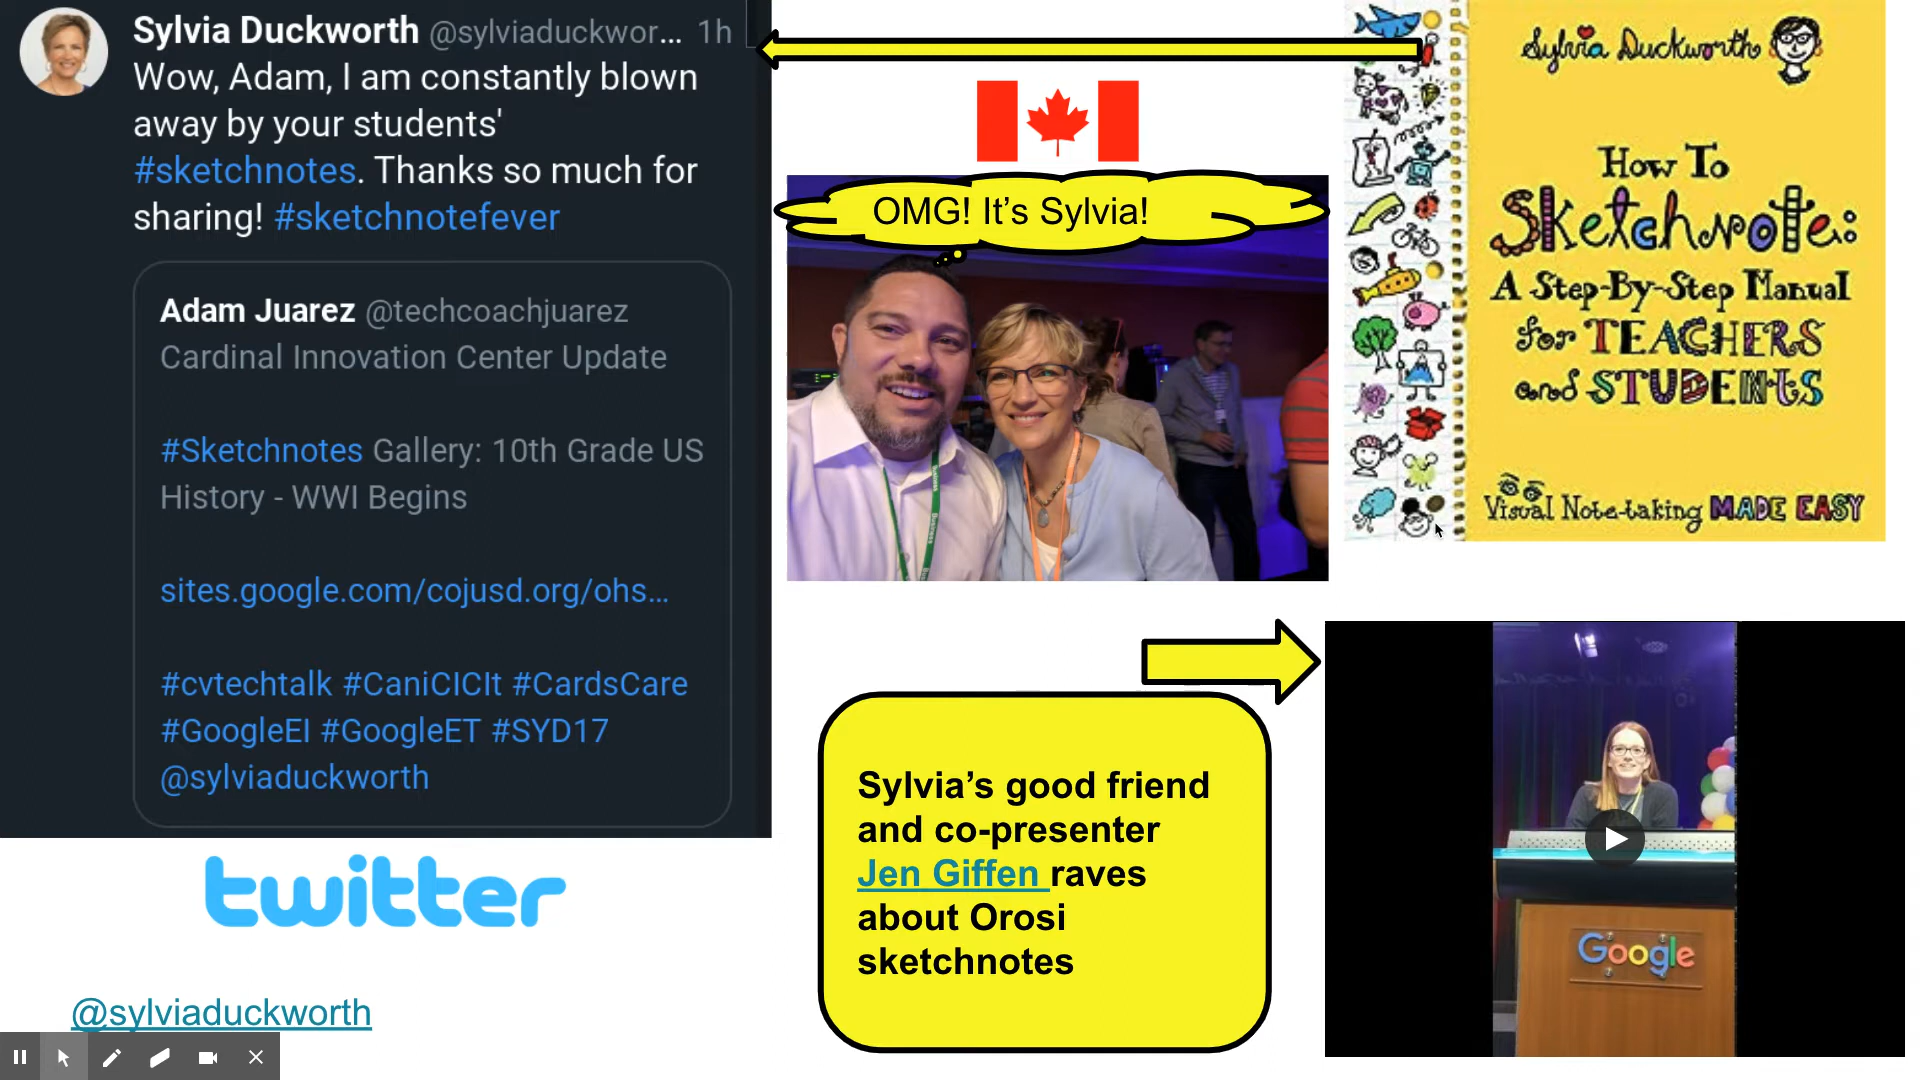 Sylvia Duckworth @sylviaduckwor... 1h
Wow, Adam, I am constantly blown
away by your students'
#sketchnotes. Thanks so much for
sharing! #sketchnotefever
Adam Juarez @techcoachjuarez
Cardinal Innovation Center Update
#Sketchnotes Gallery: 10th Grade US
History - WWI Begins
sites.google.com/cojusd.org/ohs...
#cvtechtalk #CaniCICIt #CardsCare
#GoogleEI #GoogleET #SYD17
@sylviaduckworth
twitter
@sylviaduckworth
OMG! It's Sylvia!
Sylvia Duckworth
How To
Sketchnote:
A Step-By-Step Manual
for TEACHERS
and STUDENTS
Visual Note-taking MADE EASY
Sylvia's good friend
and co-presenter
Jen Giffen raves
about Orosi
sketchnotes
Google